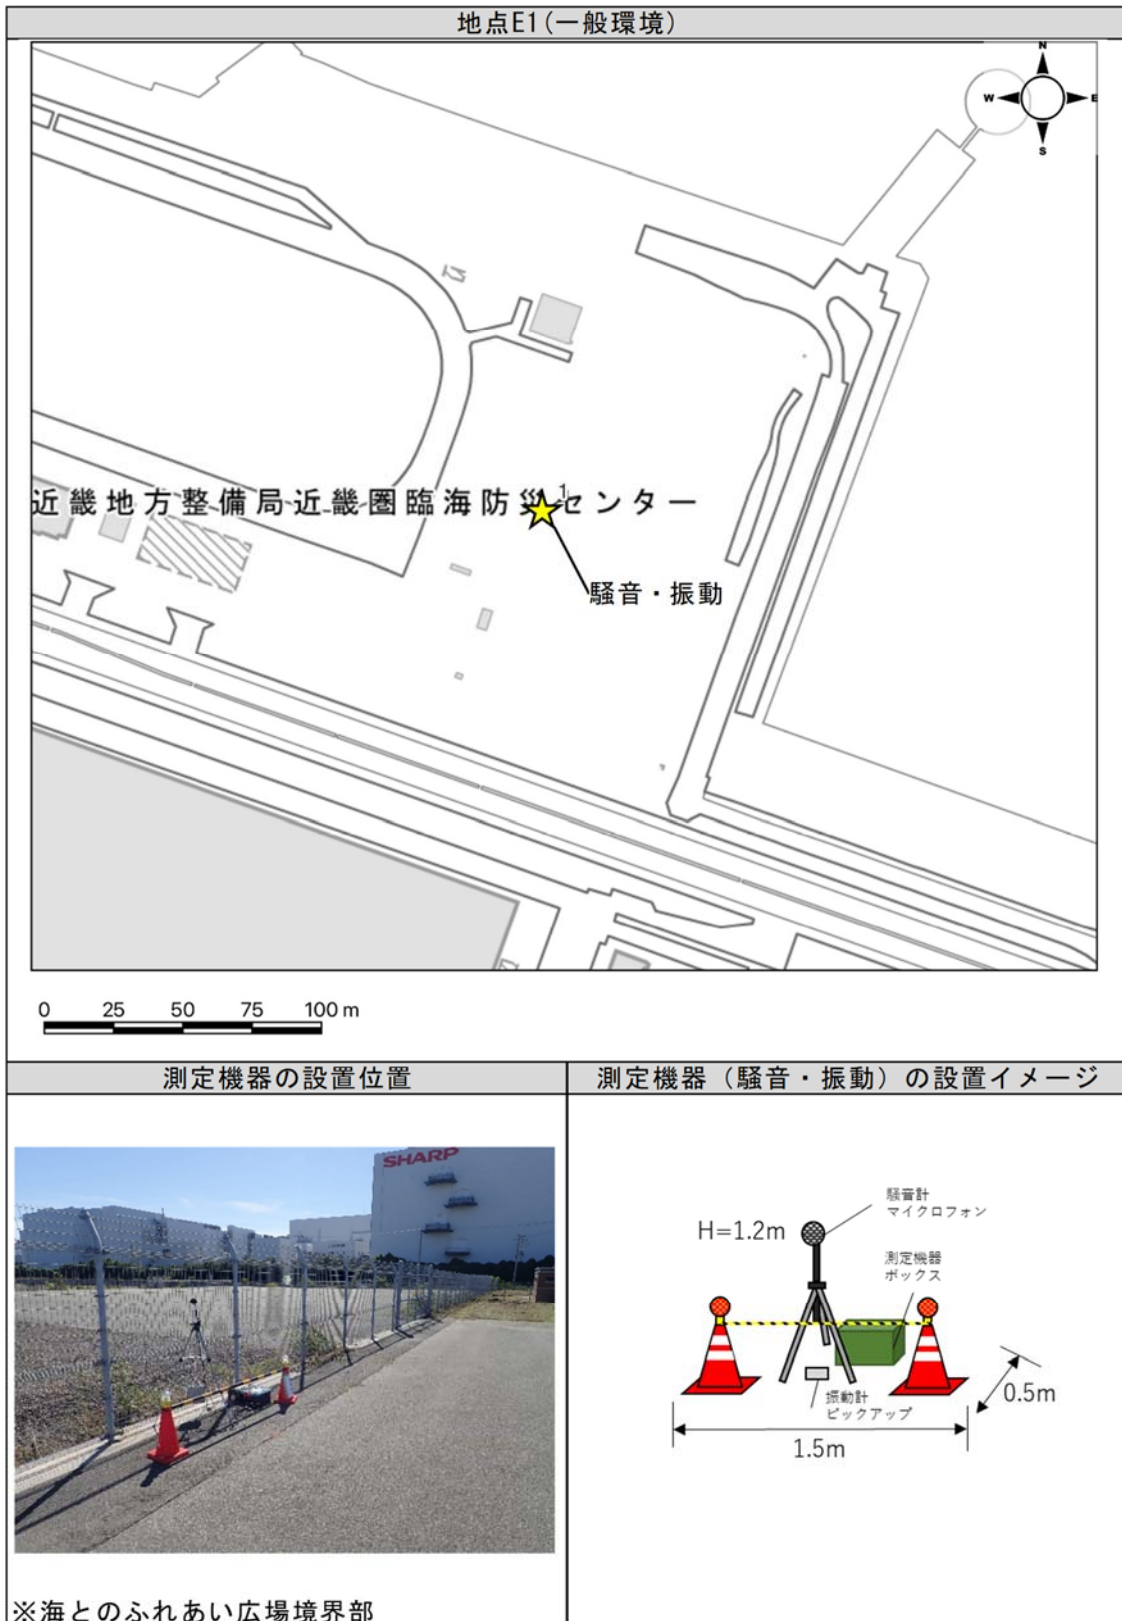 地点E1(一般環境)
N
W
E
S
近畿地方整備局近畿圏臨海防災センター
1
騒音・振動
0 25 50 75 100 m
測定機器の設置位置
測定機器（騒音・振動）の設置イメージ
SHARP
騒音計
マイクロフォン
H=1.2m
測定機器
ボックス
振動計
ピックアップ
0.5m
1.5m
※海とのふれあい広場境界部